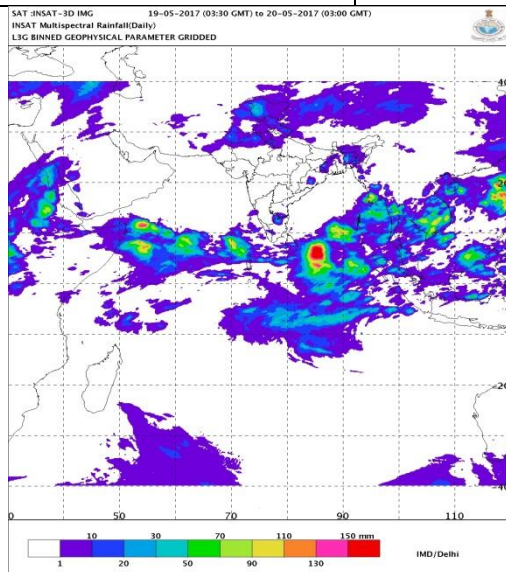 SAT :INSAT-3D IMG 19-05-2017 (03:30 GMT) to 20-05-2017 (03:00 GMT)
INSAT Multispectral Rainfall(Daily)
L3G BINNED GEOPHYSICAL PARAMETER GRIDDED
40
20
-20
-40
0 50 70 90 110
10 30 70 110 150 mm
1 20 50 90 130
IMD/Delhi